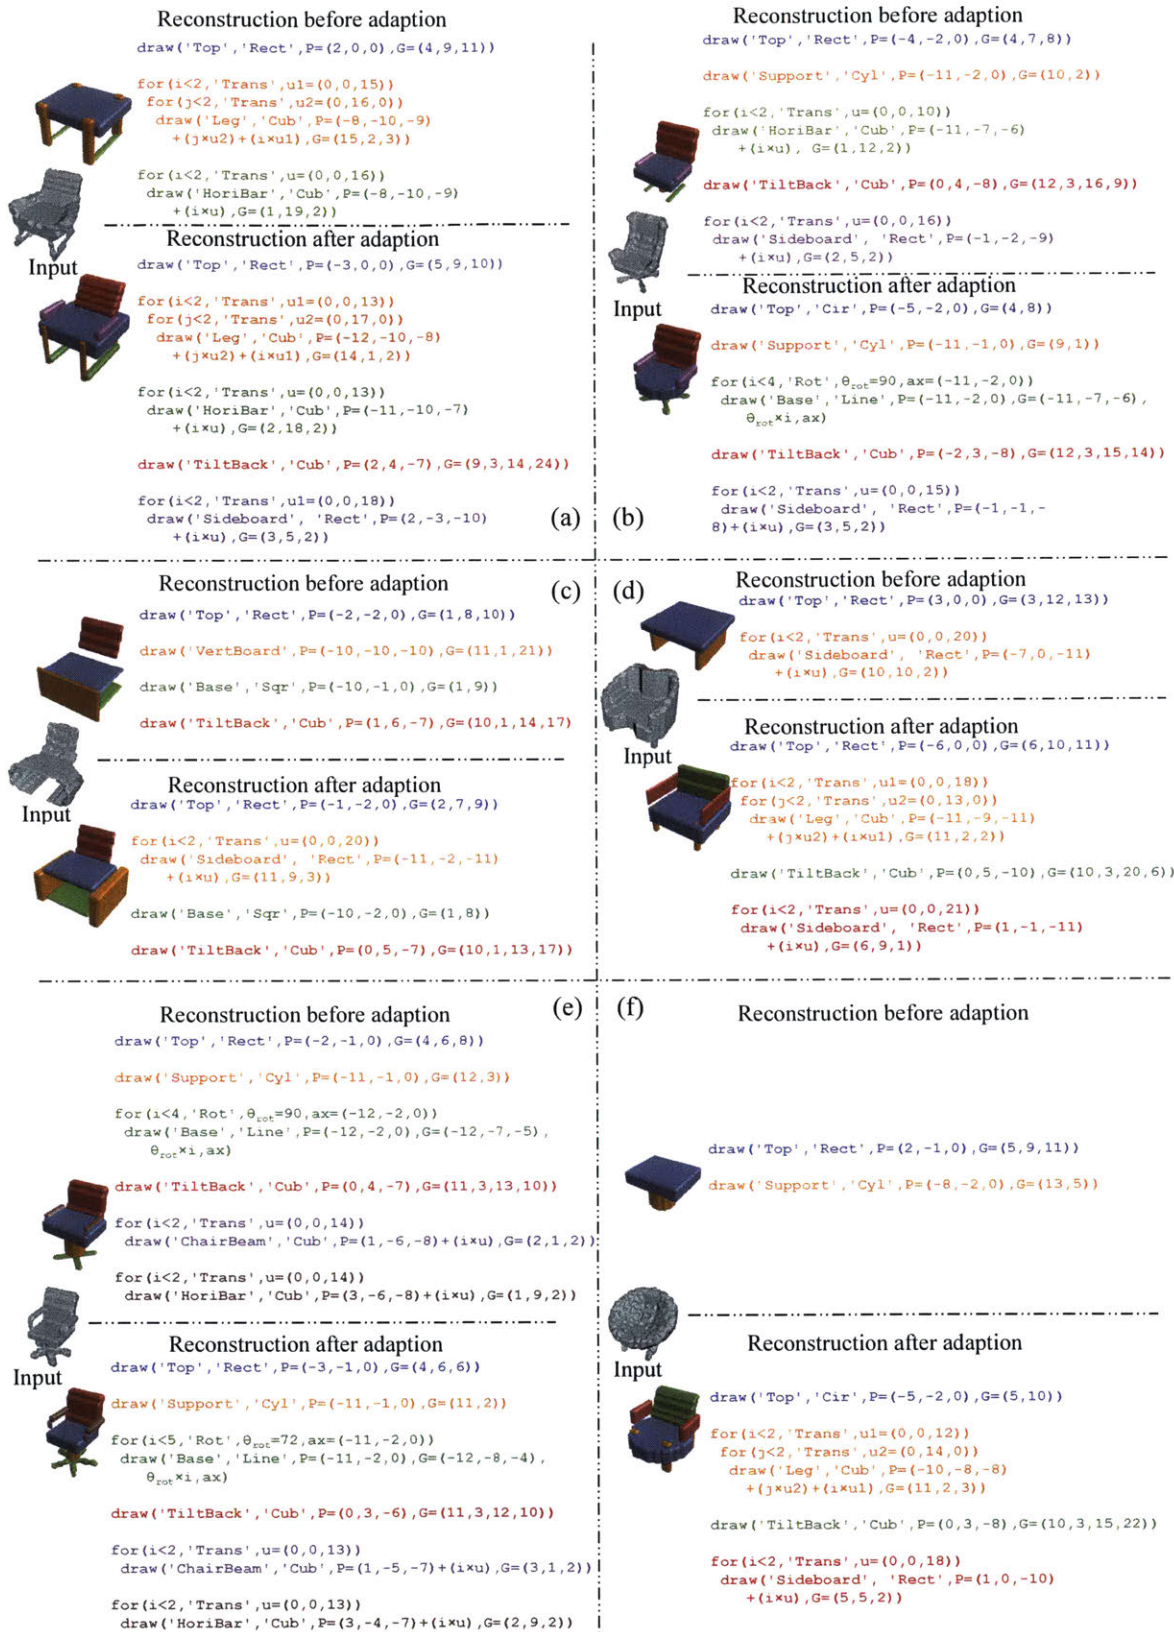 Reconstruction before adaption
draw('Top','Rect',P=(2,0,0),G=(4,9,11))
for(i<2,'Trans',u1=(0,0,15))
for(j<2,'Trans',u2=(0,16,0))
draw('Leg','Cub',P=(-8,-10,-9)
+(j×u2)+(i×u1),G=(15,2,3))
for(i<2,'Trans',u=(0,0,16))
draw('HoriBar','Cub',P=(-8,-10,-9)
+(i×u),G=(1,19,2))
Input
Reconstruction after adaption
draw('Top','Rect',P=(-3,0,0),G=(5,9,10))
for(i<2,'Trans',u1=(0,0,13))
for(j<2,'Trans',u2=(0,17,0))
draw('Leg','Cub',P=(-12,-10,-8)
+(j×u2)+(i×u1),G=(14,1,2))
for(i<2,'Trans',u=(0,0,13))
draw('HoriBar','Cub',P=(-11,-10,-7)
+(i×u),G=(2,18,2))
draw('TiltBack','Cub',P=(2,4,-7),G=(9,3,14,24))
for(i<2,'Trans',u1=(0,0,18))
draw('Sideboard', 'Rect',P=(2,-3,-10)
+(i×u),G=(3,5,2))
(a)
Reconstruction before adaption
draw('Top','Rect',P=(-4,-2,0),G=(4,7,8))
draw('Support','Cyl',P=(-11,-2,0),G=(10,2))
for(i<2,'Trans',u=(0,0,10))
draw('HoriBar','Cub',P=(-11,-7,-6)
+(i×u), G=(1,12,2))
draw('TiltBack','Cub',P=(0,4,-8),G=(12,3,16,9))
for(i<2,'Trans',u=(0,0,16))
draw('Sideboard', 'Rect',P=(-1,-2,-9)
+(i×u),G=(2,5,2))
Input
Reconstruction after adaption
draw('Top','Cir',P=(-5,-2,0),G=(4,8))
draw('Support','Cyl',P=(-11,-1,0),G=(9,1))
for(i<4,'Rot',θrot=90,ax=(-11,-2,0))
draw('Base','Line',P=(-11,-2,0),G=(-11,-7,-6),
θrot×i,ax)
draw('TiltBack','Cub',P=(-2,3,-8),G=(12,3,15,14))
for(i<2,'Trans',u=(0,0,15))
draw('Sideboard', 'Rect',P=(-1,-1,-
8)+(i×u),G=(3,5,2))
(b)
Reconstruction before adaption
(c)
draw('Top','Rect',P=(-2,-2,0),G=(1,8,10))
draw('VertBoard',P=(-10,-10,-10),G=(11,1,21))
draw('Base','Sqr',P=(-10,-1,0),G=(1,9))
draw('TiltBack','Cub',P=(1,6,-7),G=(10,1,14,17)
Input
Reconstruction after adaption
draw('Top','Rect',P=(-1,-2,0),G=(2,7,9))
for(i<2,'Trans',u=(0,0,20))
draw('Sideboard', 'Rect',P=(-11,-2,-11)
+(i×u),G=(11,9,3))
draw('Base','Sqr',P=(-10,-2,0),G=(1,8))
draw('TiltBack','Cub',P=(0,5,-7),G=(10,1,13,17))
(d)
Reconstruction before adaption
draw('Top','Rect',P=(3,0,0),G=(3,12,13))
for(i<2,'Trans',u=(0,0,20))
draw('Sideboard', 'Rect',P=(-7,0,-11)
+(i×u),G=(10,10,2))
Input
Reconstruction after adaption
draw('Top','Rect',P=(-6,0,0),G=(6,10,11))
for(i<2,'Trans',u1=(0,0,18))
for(j<2,'Trans',u2=(0,13,0))
draw('Leg','Cub',P=(-11,-9,-11)
+(j×u2)+(i×u1),G=(11,2,2))
draw('TiltBack','Cub',P=(0,5,-10),G=(10,3,20,6))
for(i<2,'Trans',u=(0,0,21))
draw('Sideboard', 'Rect',P=(1,-1,-11)
+(i×u),G=(6,9,1))
(e)
Reconstruction before adaption
draw('Top','Rect',P=(-2,-1,0),G=(4,6,8))
draw('Support','Cyl',P=(-11,-1,0),G=(12,3))
for(i<4,'Rot',θrot=90,ax=(-12,-2,0))
draw('Base','Line',P=(-12,-2,0),G=(-12,-7,-5),
θrot×i,ax)
draw('TiltBack','Cub',P=(0,4,-7),G=(11,3,13,10))
for(i<2,'Trans',u=(0,0,14))
draw('ChairBeam','Cub',P=(1,-6,-8)+(i×u),G=(2,1,2))
for(i<2,'Trans',u=(0,0,14))
draw('HoriBar','Cub',P=(3,-6,-8)+(i×u),G=(1,9,2))
Input
Reconstruction after adaption
draw('Top','Rect',P=(-3,-1,0),G=(4,6,6))
draw('Support','Cyl',P=(-11,-1,0),G=(11,2))
for(i<5,'Rot',θrot=72,ax=(-11,-2,0))
draw('Base','Line',P=(-11,-2,0),G=(-12,-8,-4),
θrot×i,ax)
draw('TiltBack','Cub',P=(0,3,-6),G=(11,3,12,10))
for(i<2,'Trans',u=(0,0,13))
draw('ChairBeam','Cub',P=(1,-5,-7)+(i×u),G=(3,1,2))
for(i<2,'Trans',u=(0,0,13))
draw('HoriBar','Cub',P=(3,-4,-7)+(i×u),G=(2,9,2))
(f)
Reconstruction before adaption
draw('Top','Rect',P=(2,-1,0),G=(5,9,11))
draw('Support','Cyl',P=(-8,-2,0),G=(13,5))
Input
Reconstruction after adaption
draw('Top','Cir',P=(-5,-2,0),G=(5,10))
for(i<2,'Trans',u1=(0,0,12))
for(j<2,'Trans',u2=(0,14,0))
draw('Leg','Cub',P=(-10,-8,-8)
+(j×u2)+(i×u1),G=(11,2,3))
draw('TiltBack','Cub',P=(0,3,-8),G=(10,3,15,22))
for(i<2,'Trans',u=(0,0,18))
draw('Sideboard', 'Rect',P=(1,0,-10)
+(i×u),G=(5,5,2))